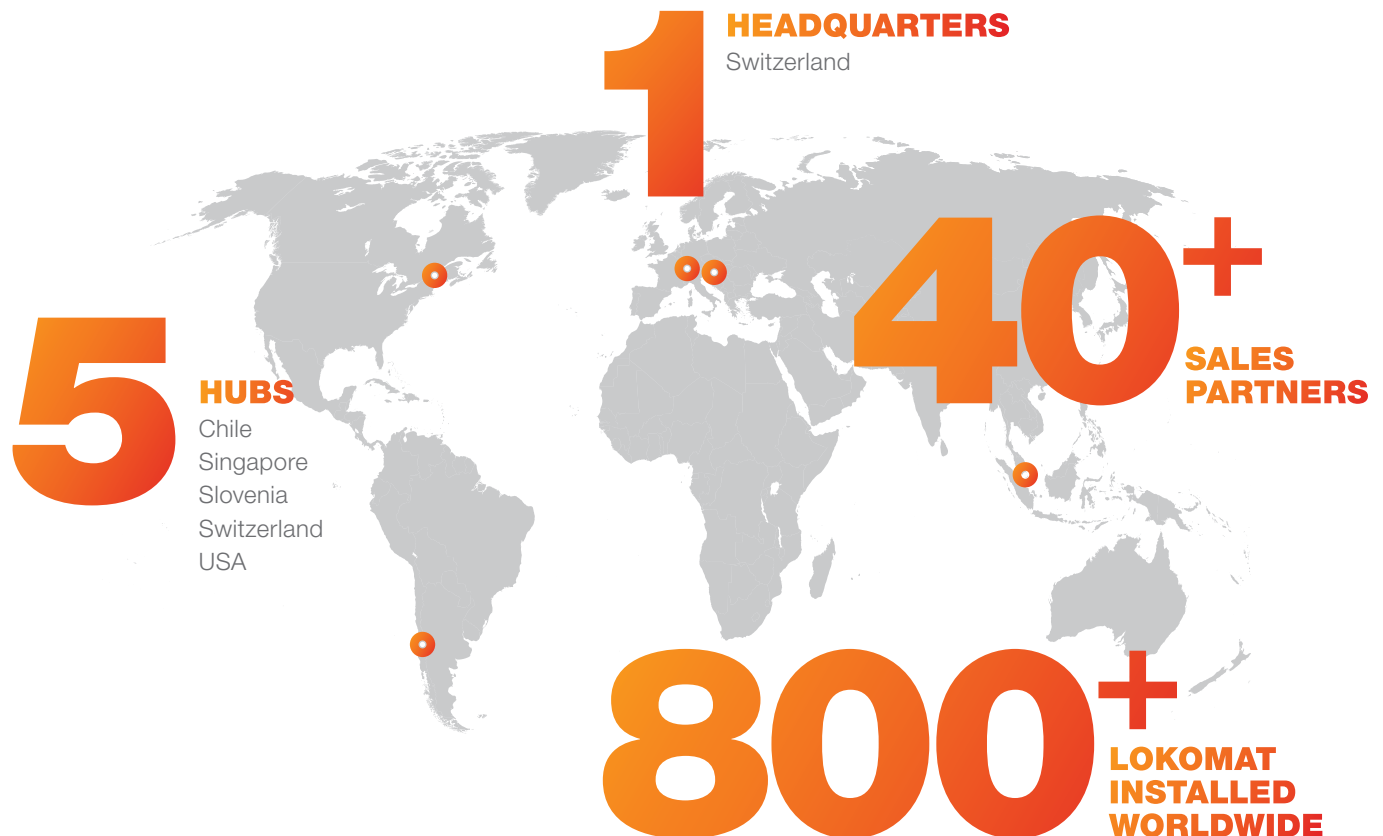 1
HEADQUARTERS
Switzerland
40+
SALES
PARTNERS
5
HUBS
Chile
Singapore
Slovenia
Switzerland
USA
800+
LOKOMAT
INSTALLED
WORLDWIDE